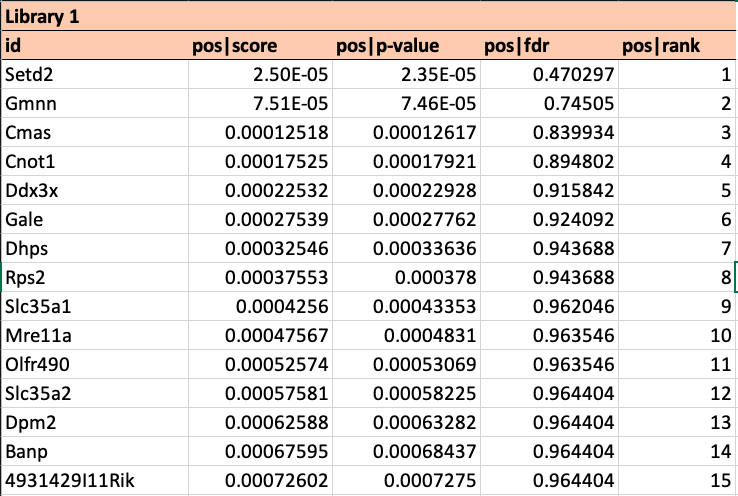 Library 1
id pos|score pos|p-value pos|fdr pos|rank
Setd2 2.50E-05 2.35E-05 0.470297 1
Gmnn 7.51E-05 7.46E-05 0.74505 2
Cmas 0.00012518 0.00012617 0.839934 3
Cnot1 0.00017525 0.00017921 0.894802 4
Ddx3x 0.00022532 0.00022928 0.915842 5
Gale 0.00027539 0.00027762 0.924092 6
Dhps 0.00032546 0.00033636 0.943688 7
Rps2 0.00037553 0.000378 0.943688 8
Slc35a1 0.0004256 0.00043353 0.962046 9
Mre11a 0.00047567 0.0004831 0.963546 10
Olfr490 0.00052574 0.00053069 0.963546 11
Slc35a2 0.00057581 0.00058225 0.964404 12
Dpm2 0.00062588 0.00063282 0.964404 13
Banp 0.00067595 0.00068437 0.964404 14
4931429I11Rik 0.00072602 0.0007275 0.964404 15